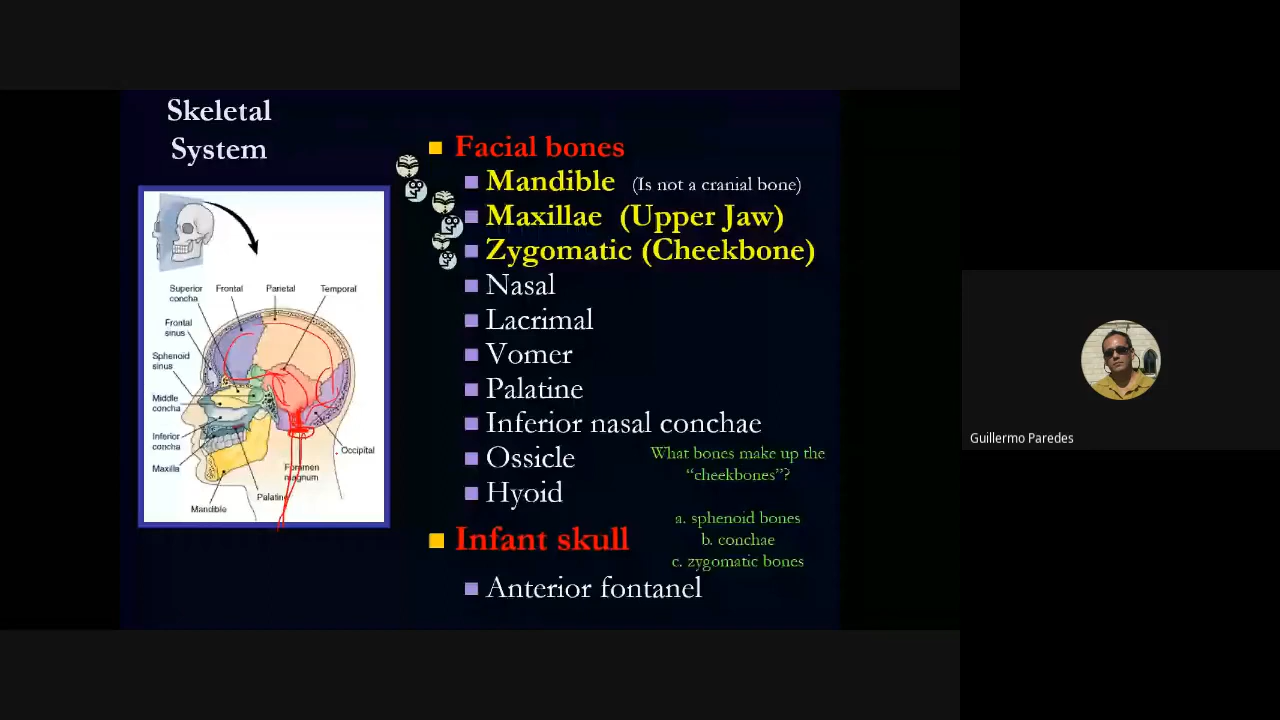 Skeletal
System
Superior
concha
Frontal
Parietal
Temporal
Frontal
sinus
Sphenoid
sinus
Middle
concha
Inferior
concha
Maxilla
Mandible
Palatine
Foramen
magnum
Occipital
Facial bones
Mandible (Is not a cranial bone)
Maxillae (Upper Jaw)
Zygomatic (Cheekbone)
Nasal
Lacrimal
Vomer
Palatine
Inferior nasal conchae
Ossicle
Hyoid
What bones make up the
“cheekbones”?
a. sphenoid bones
b. conchae
c. zygomatic bones
Infant skull
Anterior fontanel
Guillermo Paredes